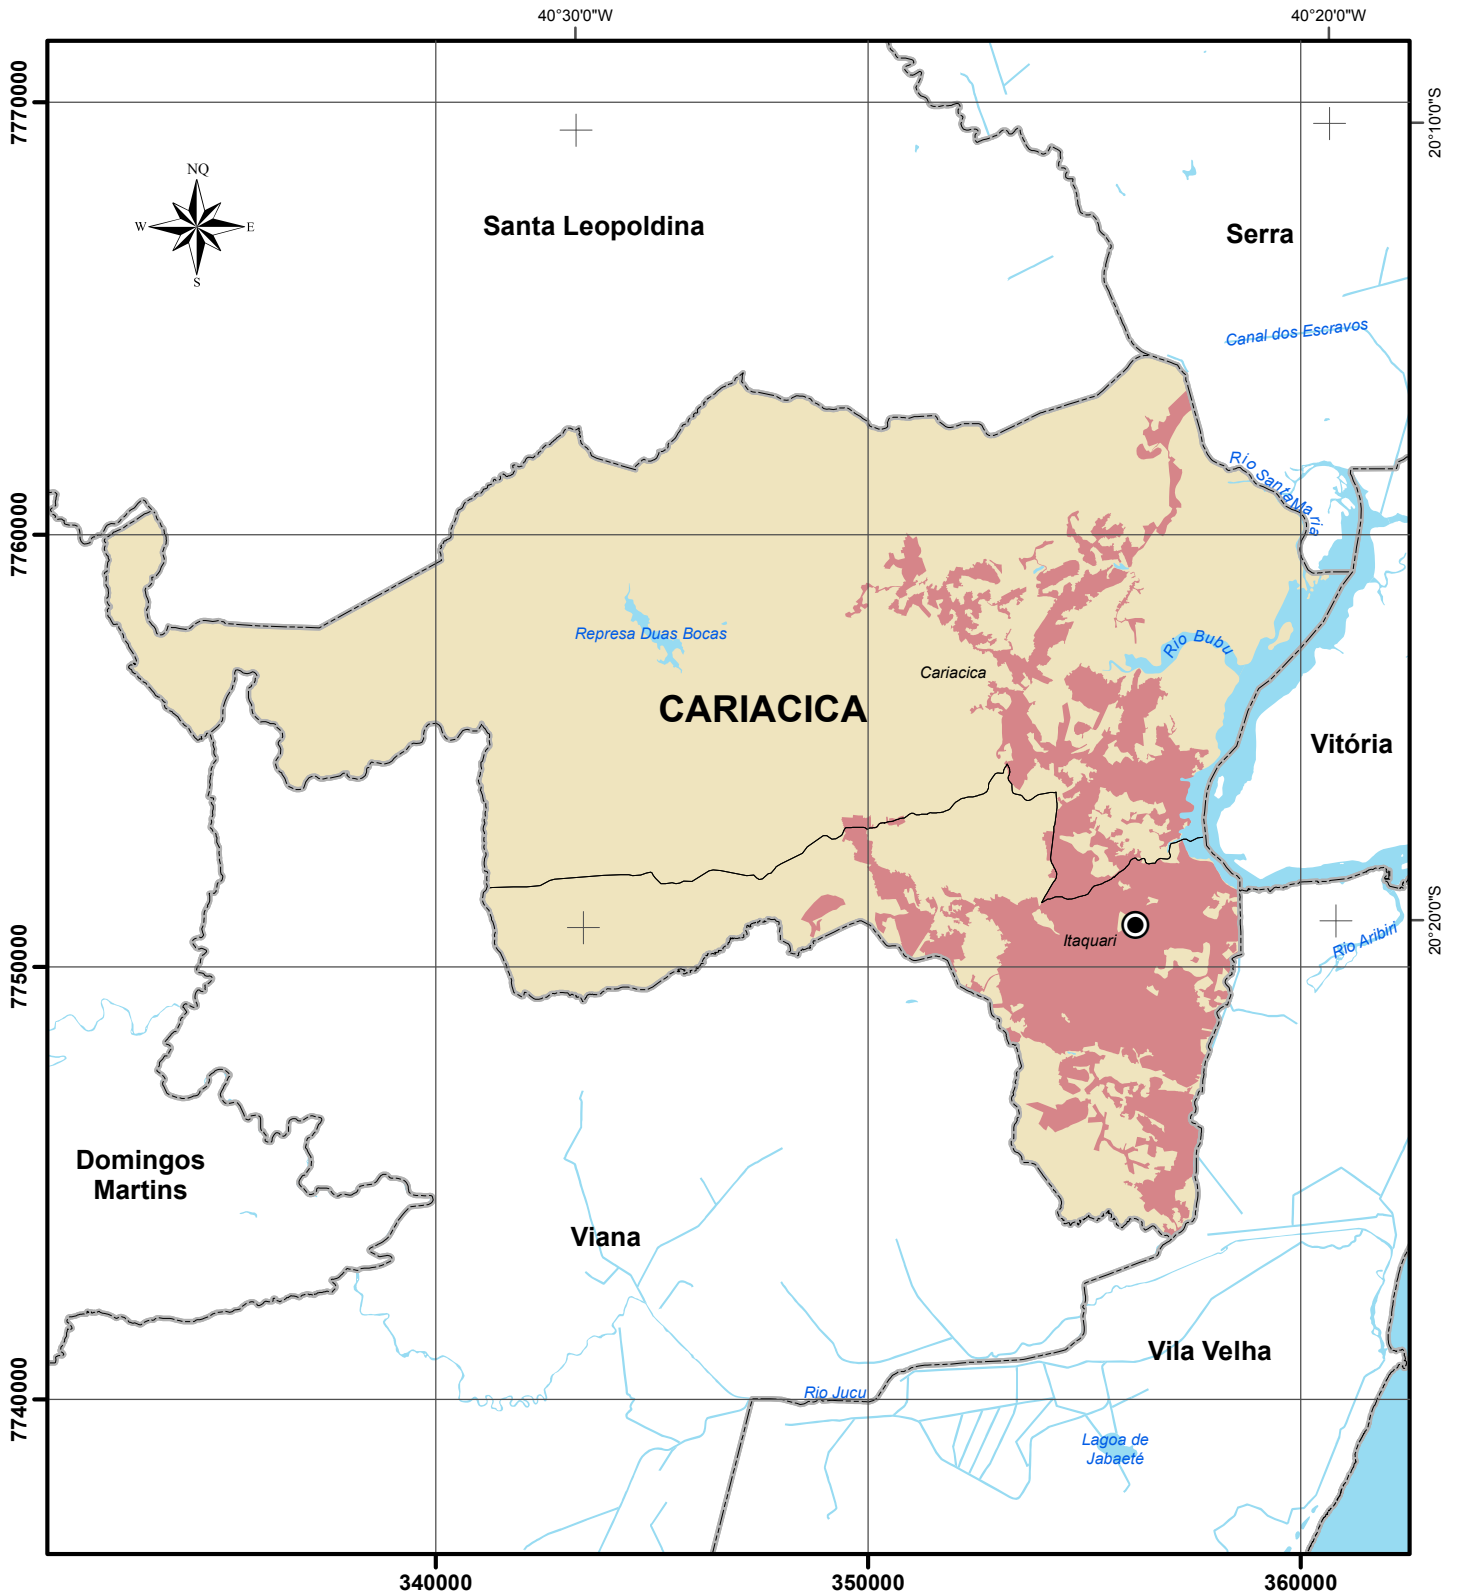 40°30'0"W
40°20'0"W
7770000
20°10'0"S
NQ
W
E
S
Santa Leopoldina
Serra
Canal dos Escravos
Rio Santa Maria
7760000
Represa Duas Bocas
Rio Bubu
Cariacica
CARIACICA
Vitória
Itaquari
Rio Aribiri
20°20'0"S
7750000
Domingos
Martins
Viana
Vila Velha
Rio Jucu
7740000
Lagoa de
Jabaeté
340000
350000
360000